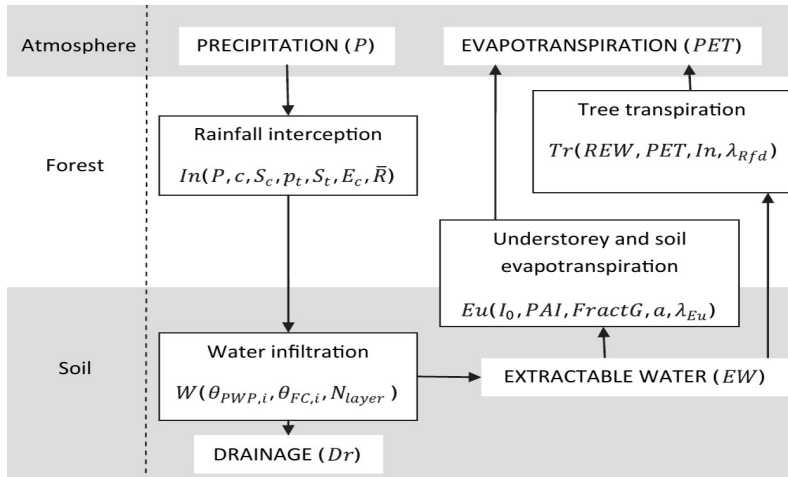 Atmosphere
PRECIPITATION (P)
EVAPOTRANSPIRATION (PET)
Forest
Rainfall interception
In(P, c, S_c, p_t, S_t, E_c, R̄)
Tree transpiration
Tr(REW, PET, In, λ_Rfd)
Understorey and soil
evapotranspiration
Eu(I_0, PAI, FractG, a, λ_Eu)
Soil
Water infiltration
W(θ_PWP,i, θ_FC,i, N_layer)
EXTRACTABLE WATER (EW)
DRAINAGE (Dr)